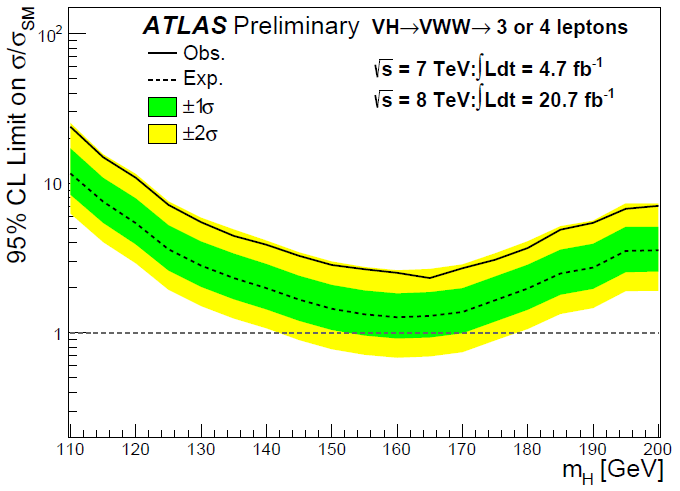 ATLAS Preliminary
VH→VWW→ 3 or 4 leptons
Obs.
Exp.
±1σ
±2σ
√s = 7 TeV:∫Ldt = 4.7 fb⁻¹
√s = 8 TeV:∫Ldt = 20.7 fb⁻¹
95% CL Limit on σ/σ_SM
10²
10
1
110 120 130 140 150 160 170 180 190 200
m_H [GeV]